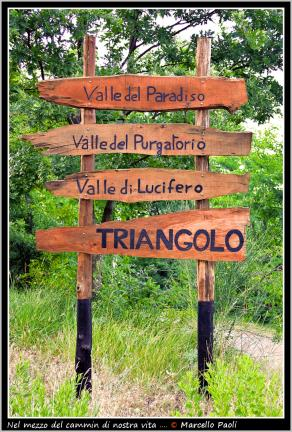 Valle del Paradiso
Valle del Purgatorio
Valle di Lucifero
TRIANGOLO
Nel mezzo del cammin di nostra vita .... © Marcello Paoli